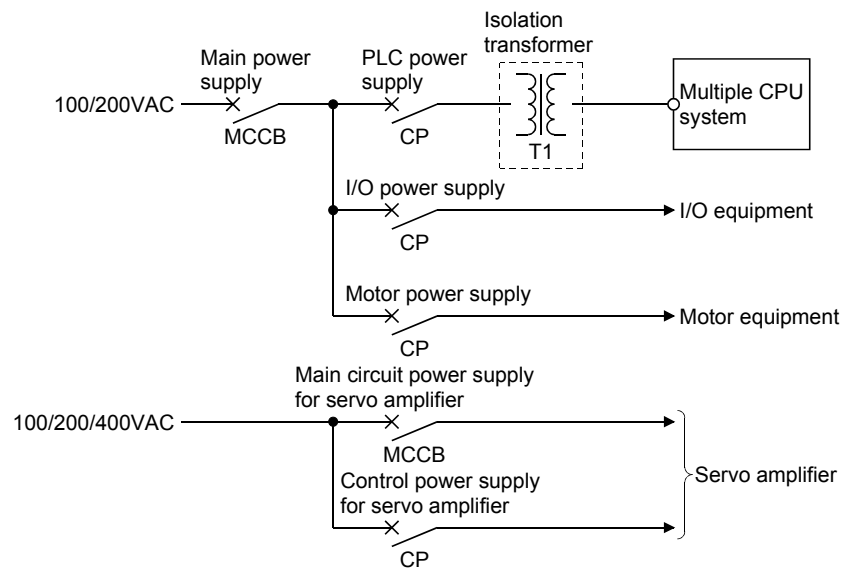 Isolation
transformer
Main power
supply
PLC power
supply
100/200VAC
MCCB
CP
T1
Multiple CPU
system
I/O power supply
CP
I/O equipment
Motor power supply
CP
Motor equipment
Main circuit power supply
for servo amplifier
100/200/400VAC
MCCB
Control power supply
for servo amplifier
CP
Servo amplifier